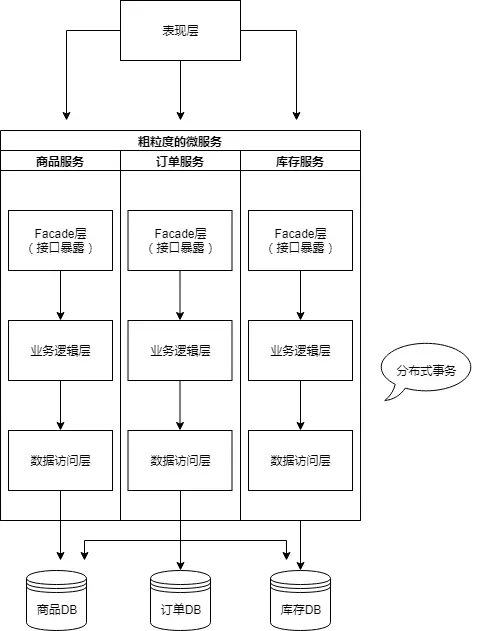 表现层
粗粒度的微服务
商品服务
订单服务
库存服务
Facade层
（接口暴露）
Facade层
（接口暴露）
Facade层
（接口暴露）
业务逻辑层
业务逻辑层
业务逻辑层
分布式事务
数据访问层
数据访问层
数据访问层
商品DB
订单DB
库存DB